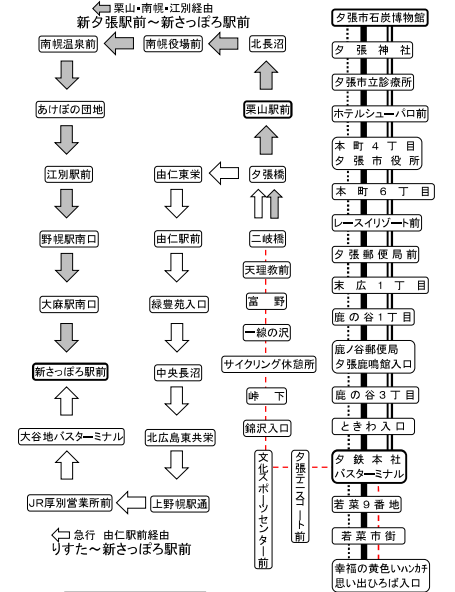 栗山・南幌・江別経由
新夕張駅前～新さっぽろ駅前
南幌温泉前
南幌役場前
北長沼
あけぼの団地
栗山駅前
江別駅前
由仁東栄
夕張橋
野幌駅南口
由仁駅前
二岐橋
天理教前
大麻駅南口
緑豊苑入口
富野
一線の沢
新さっぽろ駅前
中央長沼
サイクリング休憩所
峠下
大谷地バスターミナル
北広島東共栄
錦沢入口
文化スポーツセンター前
夕張テニスコート前
JR厚別営業所前
上野幌駅通
急行 由仁駅前経由
りすた～新さっぽろ駅前
夕張市石炭博物館
夕張神社
夕張市立診療所
ホテルシューパロ前
本町４丁目
夕張市役所
本町６丁目
レースイリゾート前
夕張郵便局前
末広１丁目
鹿の谷１丁目
鹿ノ谷郵便局
夕張鹿鳴館入口
鹿の谷３丁目
ときわ入口
夕鉄本社
バスターミナル
若菜９番地
若菜市街
幸福の黄色いハンカチ
思い出ひろば入口